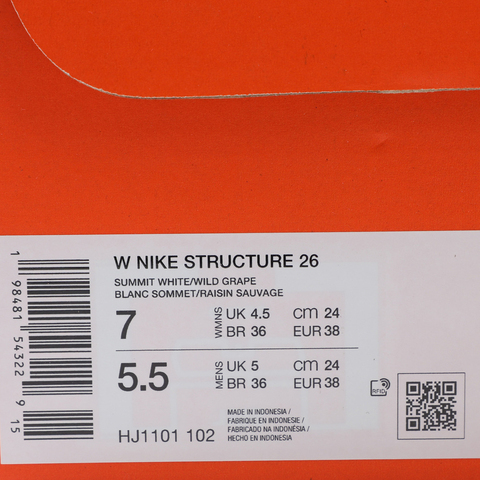 W NIKE STRUCTURE 26
SUMMIT WHITE/WILD GRAPE
BLANC SOMMET/RAISIN SAUVAGE
7 WMNS UK 4.5 CM 24
BR 36 EUR 38
5.5 MENS UK 5 CM 24
BR 36 EUR 38
HJ1101 102
MADE IN INDONESIA /
FABRIQUE EN INDONESIE /
FABRICADO NA INDONÉSIA /
HECHO EN INDONESIA
RFID
1 98481 54322 9 15